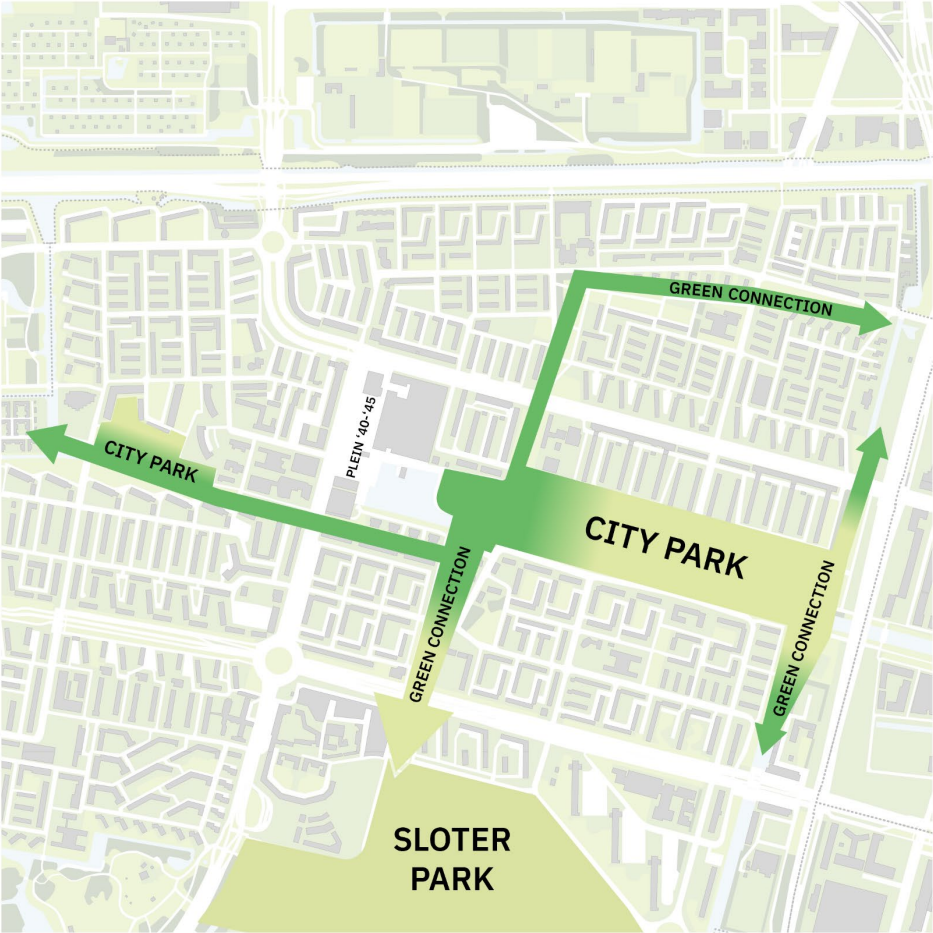 GREEN CONNECTION
PLEIN '40-'45
CITY PARK
CITY PARK
GREEN CONNECTION
GREEN CONNECTION
SLOTER
PARK